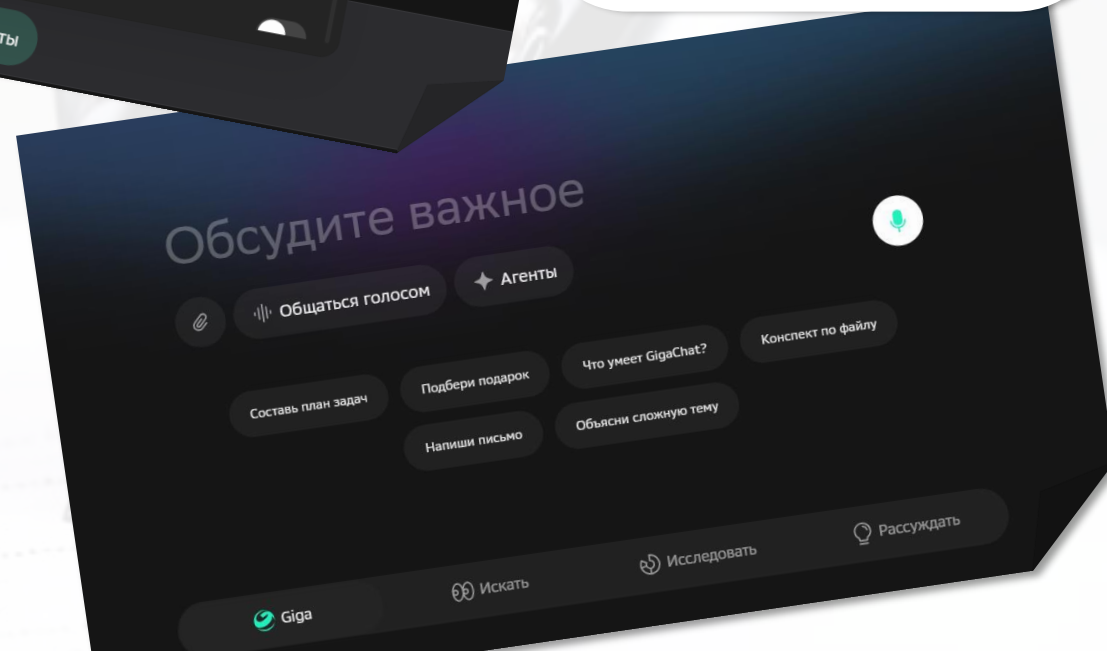 ты
Обсудите важное
Общаться голосом
Агенты
Составь план задач
Подбери подарок
Что умеет GigaChat?
Конспект по файлу
Напиши письмо
Объясни сложную тему
Giga
Искать
Исследовать
Рассуждать